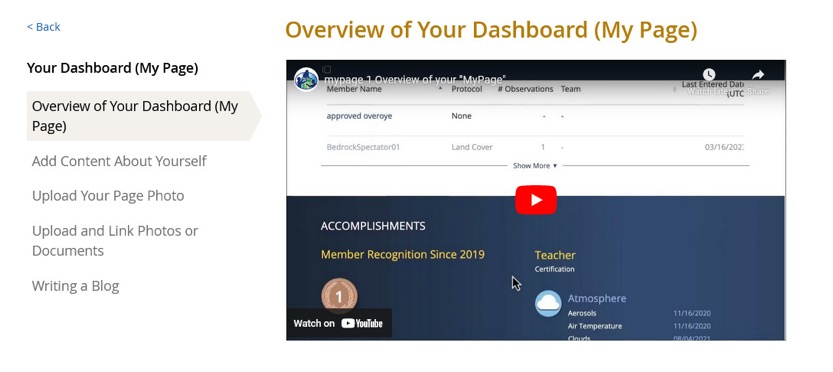 < Back
Your Dashboard (My Page)
Overview of Your Dashboard (My
Page)
Add Content About Yourself
Upload Your Page Photo
Upload and Link Photos or
Documents
Writing a Blog
Overview of Your Dashboard (My Page)
mypage 1 Overview of your "MyPage"
Watch later Share
Member Name Protocol # Observations Team Last Entered Date
(UTC
approved overoye None - -
BedrockSpectator01 Land Cover 1 - 03/16/202
Show More
ACCOMPLISHMENTS
Member Recognition Since 2019
1
Teacher
Certification
Atmosphere
Aerosols 11/16/2020
Air Temperature 11/16/2020
Clouds 08/04/2021
Watch on YouTube